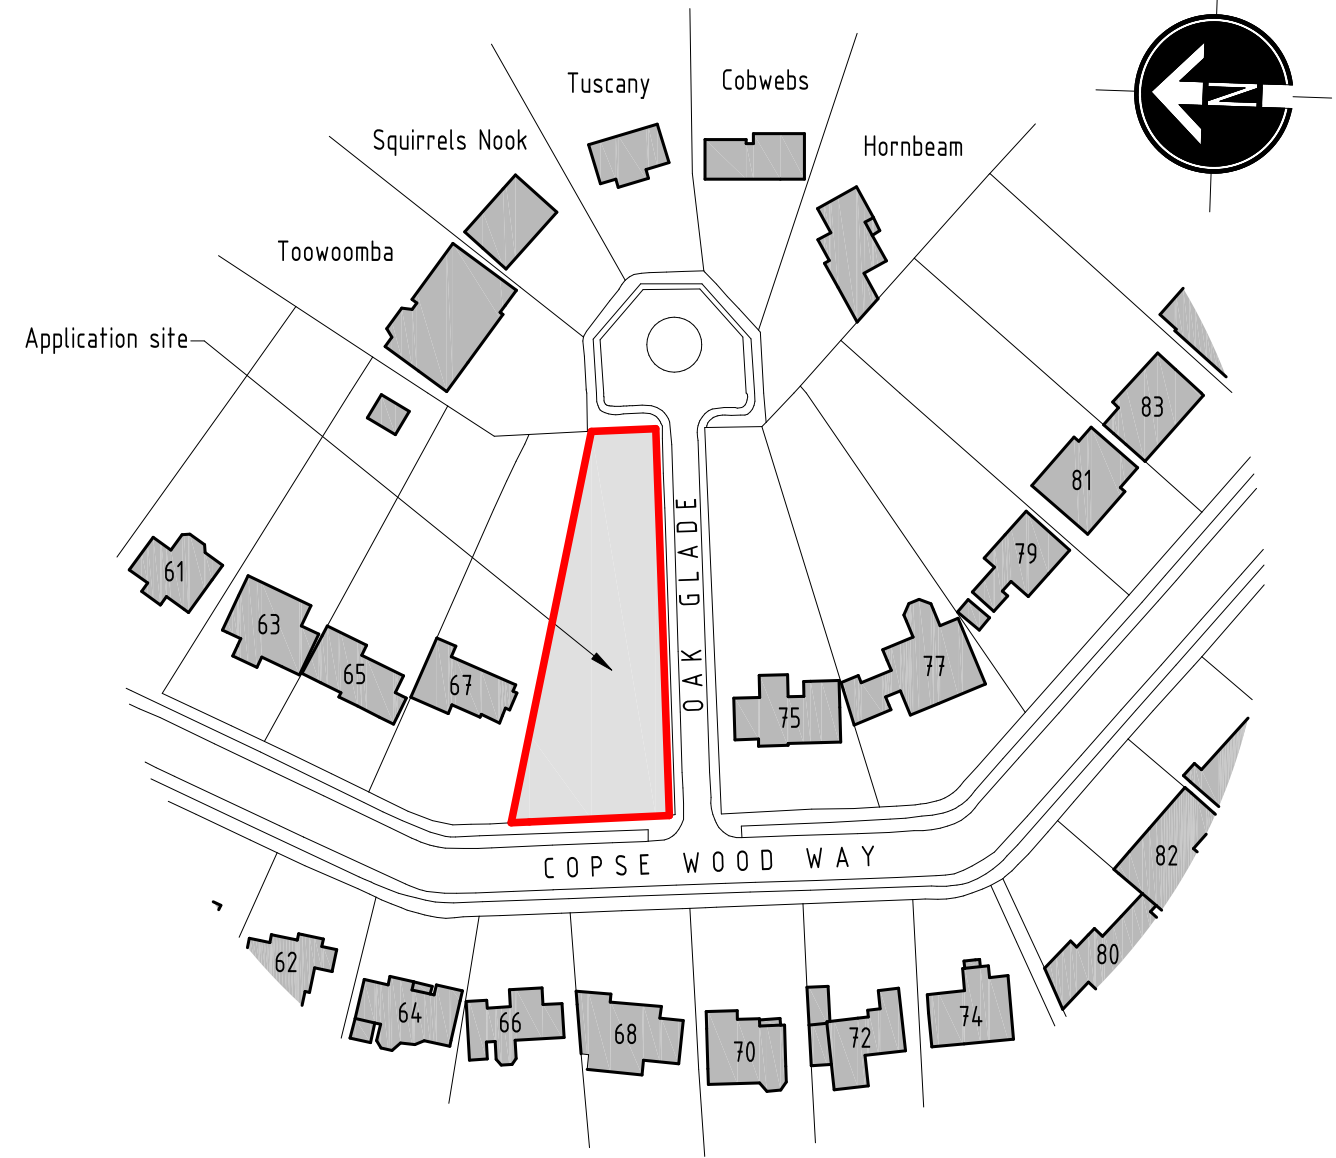 Tuscany
Cobwebs
N
Squirrels Nook
Hornbeam
Toowoomba
Application site
83
81
OAK GLADE
79
61
63
65
67
77
75
COPSE WOOD WAY
82
80
62
64
66
68
70
72
74